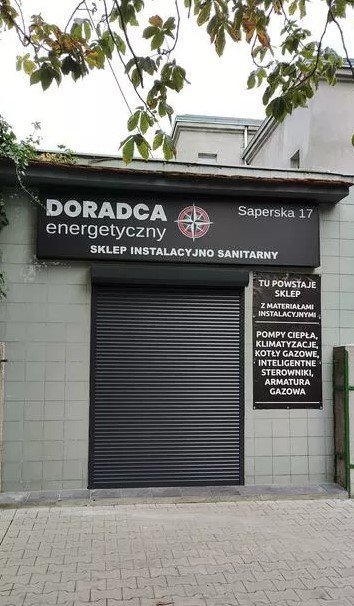 DORADCA
energetyczny
Saperska 17
SKLEP INSTALACYJNO SANITARNY
TU POWSTAJE
SKLEP
Z MATERIAŁAMI
INSTALACYJNYMI
POMPY CIEPŁA,
KLIMATYZACJE,
KOTŁY GAZOWE,
INTELIGENTNE
STEROWNIKI,
ARMATURA
GAZOWA